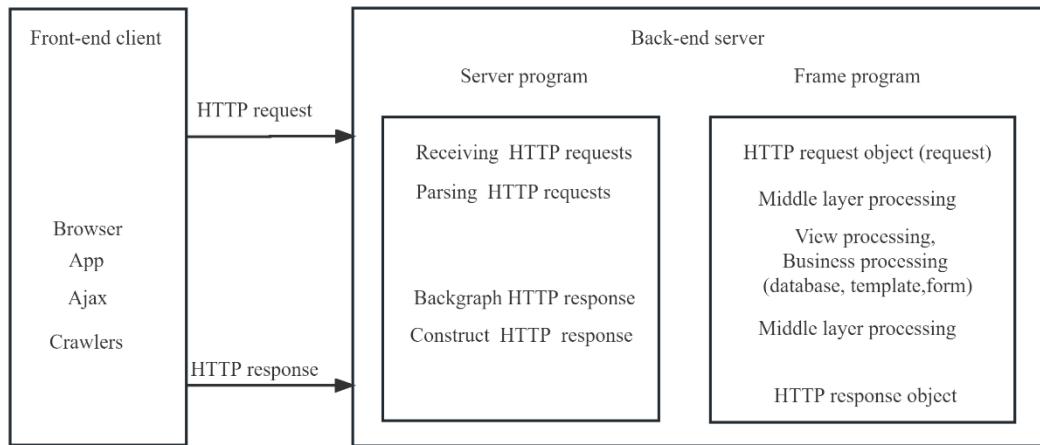 Front-end client
Browser
App
Ajax
Crawlers
HTTP request
HTTP response
Back-end server
Server program
Receiving HTTP requests
Parsing HTTP requests
Backgraph HTTP response
Construct HTTP response
Frame program
HTTP request object (request)
Middle layer processing
View processing,
Business processing
(database, template,form)
Middle layer processing
HTTP response object